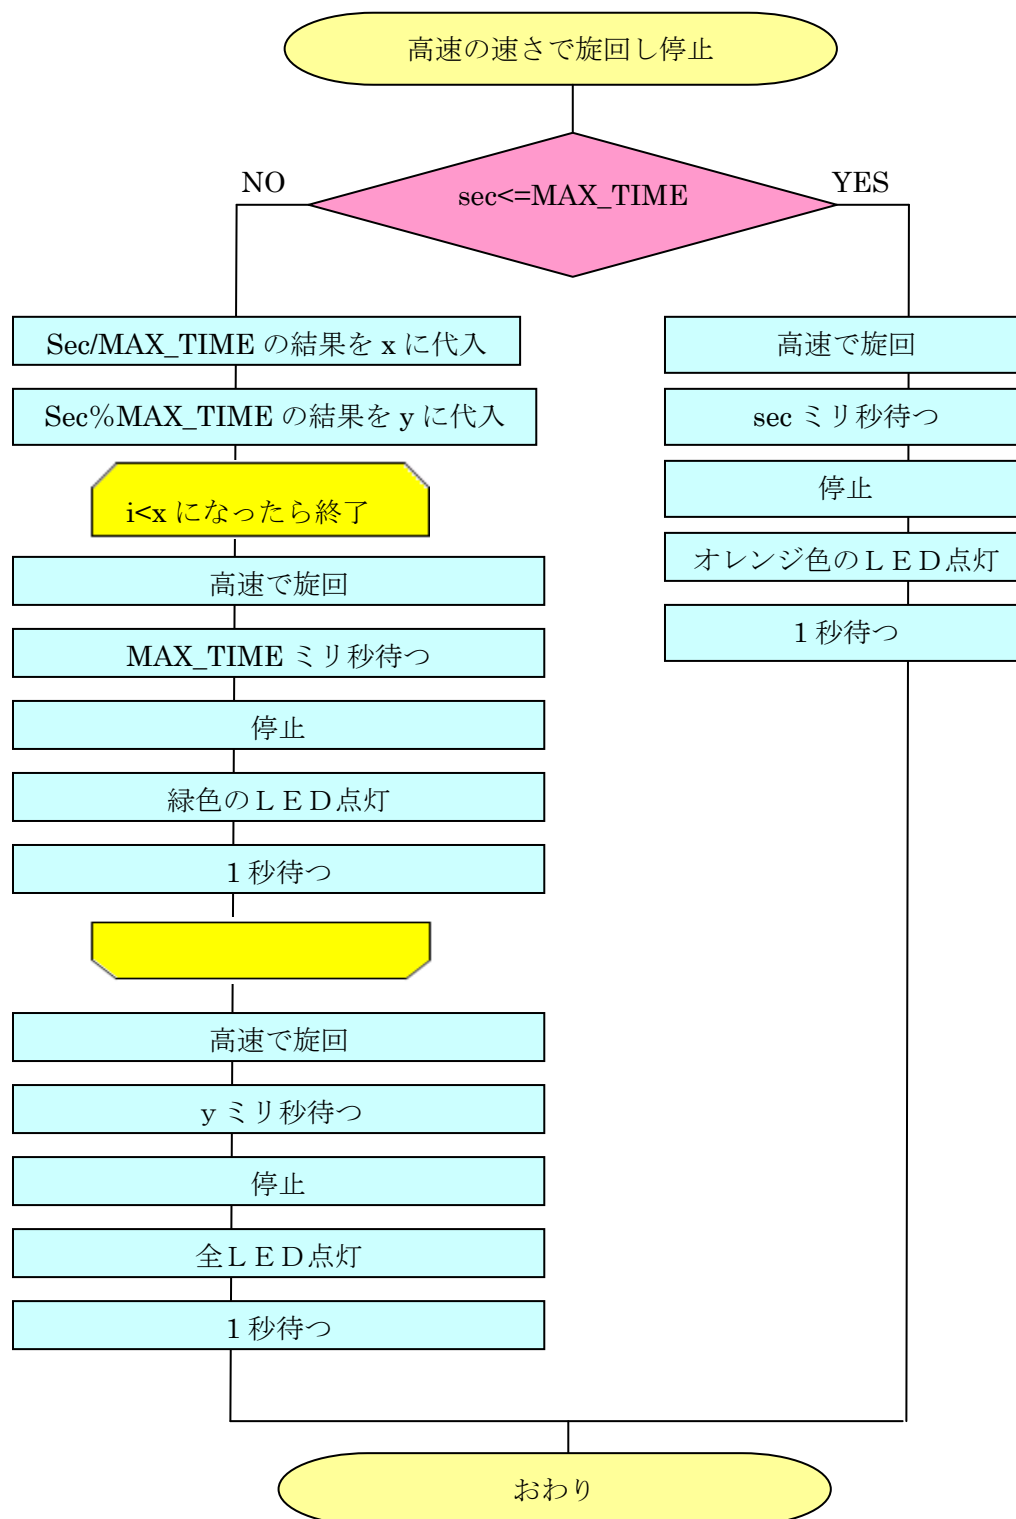 高速の速さで旋回し停止
sec<=MAX_TIME
NO
YES
Sec/MAX_TIME の結果を x に代入
Sec%MAX_TIME の結果を y に代入
i<x になったら終了
高速で旋回
MAX_TIME ミリ秒待つ
停止
緑色のＬＥＤ点灯
1 秒待つ
高速で旋回
y ミリ秒待つ
停止
全ＬＥＤ点灯
1 秒待つ
高速で旋回
sec ミリ秒待つ
停止
オレンジ色のＬＥＤ点灯
1 秒待つ
おわり